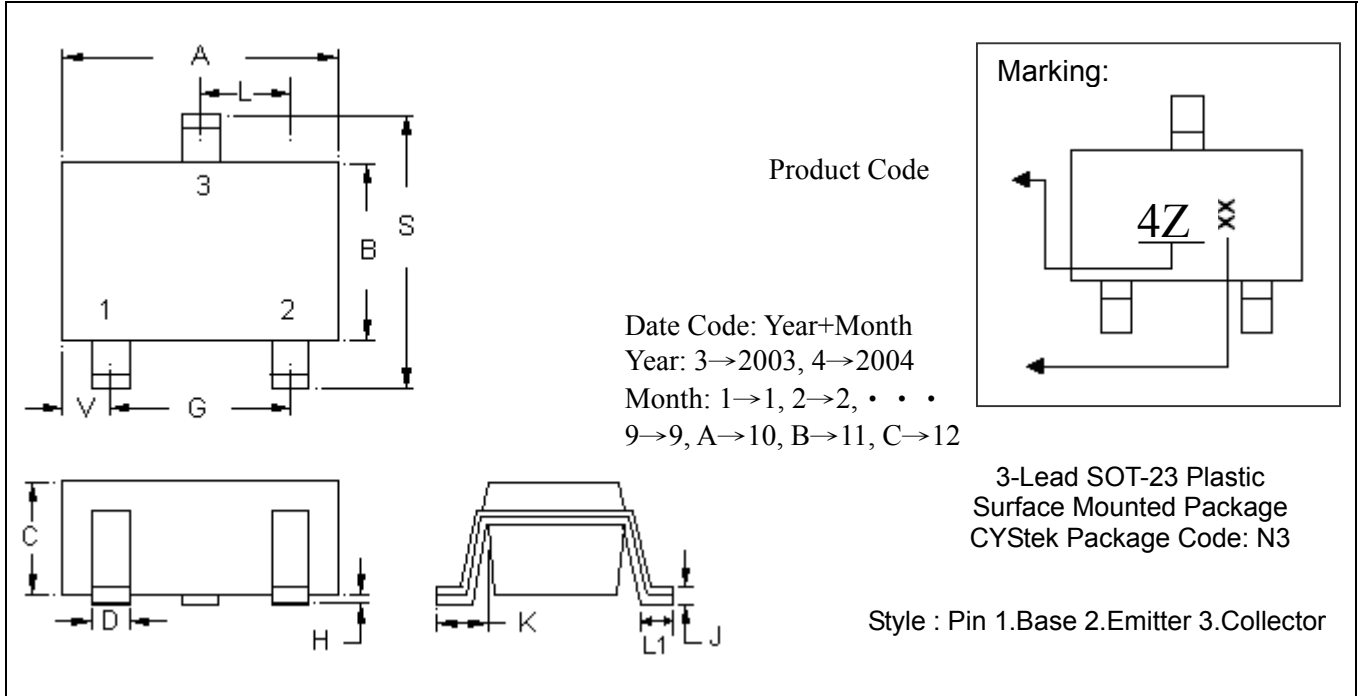 A
L
3
S
B
1
2
V
G
Product Code
Date Code: Year+Month
Year: 3→2003, 4→2004
Month: 1→1, 2→2, • • •
9→9, A→10, B→11, C→12
Marking:
4Z XX
C
D
H
K
L1
J
3-Lead SOT-23 Plastic
Surface Mounted Package
CYStek Package Code: N3
Style : Pin 1.Base 2.Emitter 3.Collector